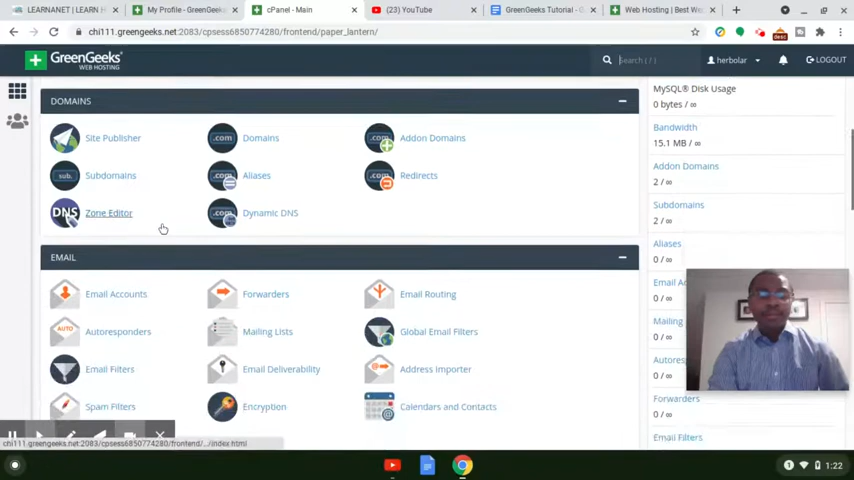 LEARNANET | LEARN H
My Profile - GreenGeeks
cPanel - Main
(23) YouTube
GreenGeeks Tutorial - G
Web Hosting | Best W
chi111.greengeeks.net:2083/cpsess6850774280/frontend/paper_lantern/
GreenGeeks
WEB HOSTING
Search ( / )
herbolar
LOGOUT
DOMAINS
Site Publisher
Domains
Addon Domains
Subdomains
Aliases
Redirects
Zone Editor
Dynamic DNS
EMAIL
Email Accounts
Forwarders
Email Routing
Autoresponders
Mailing Lists
Global Email Filters
Email Filters
Email Deliverability
Address Importer
Spam Filters
Encryption
Calendars and Contacts
MySQL® Disk Usage
0 bytes / ∞
Bandwidth
15.1 MB / ∞
Addon Domains
2 / ∞
Subdomains
2 / ∞
Aliases
0 / ∞
Email Ac
0 / ∞
Mailing
0 / ∞
Autores
0 / ∞
Forwarders
0 / ∞
Email Filters
chi111.greengeeks.net:2083/cpsess6850774280/frontend/.../index.html
1:22